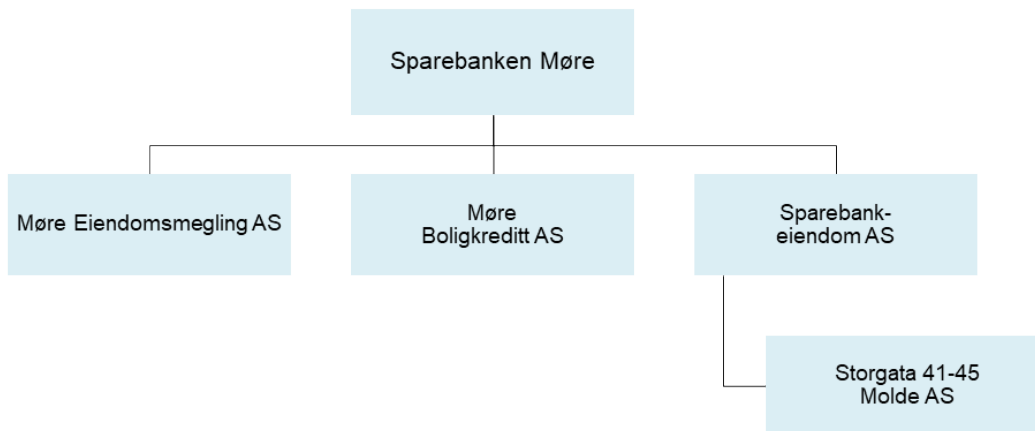 Sparebanken Møre
Møre Eiendomsmegling AS
Møre
Boligkreditt AS
Sparebank-
eiendom AS
Storgata 41-45
Molde AS